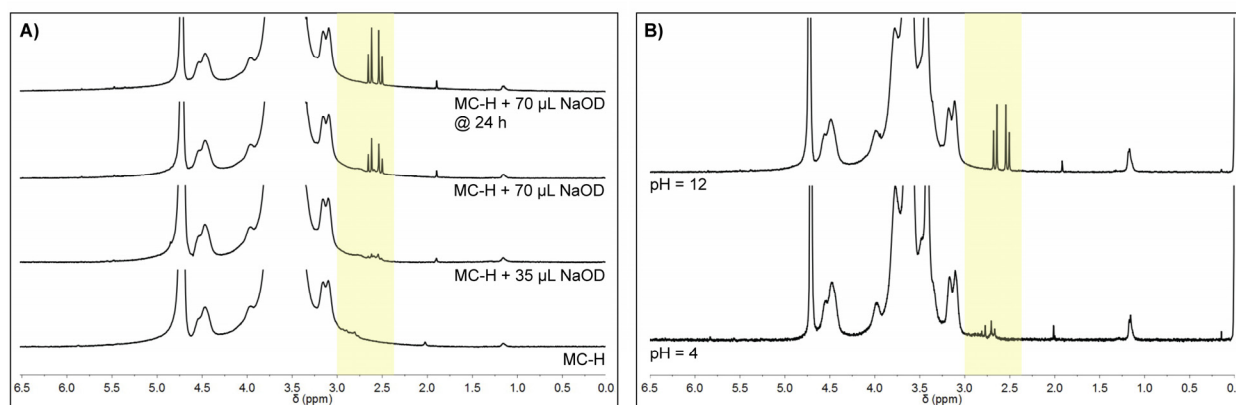 A)
MC-H + 70 µL NaOD
@ 24 h
MC-H + 70 µL NaOD
MC-H + 35 µL NaOD
MC-H
6.5 6.0 5.5 5.0 4.5 4.0 3.5 3.0 2.5 2.0 1.5 1.0 0.5 0.0
δ (ppm)
B)
pH = 12
pH = 4
6.5 6.0 5.5 5.0 4.5 4.0 3.5 3.0 2.5 2.0 1.5 1.0 0.5 0.0
δ (ppm)